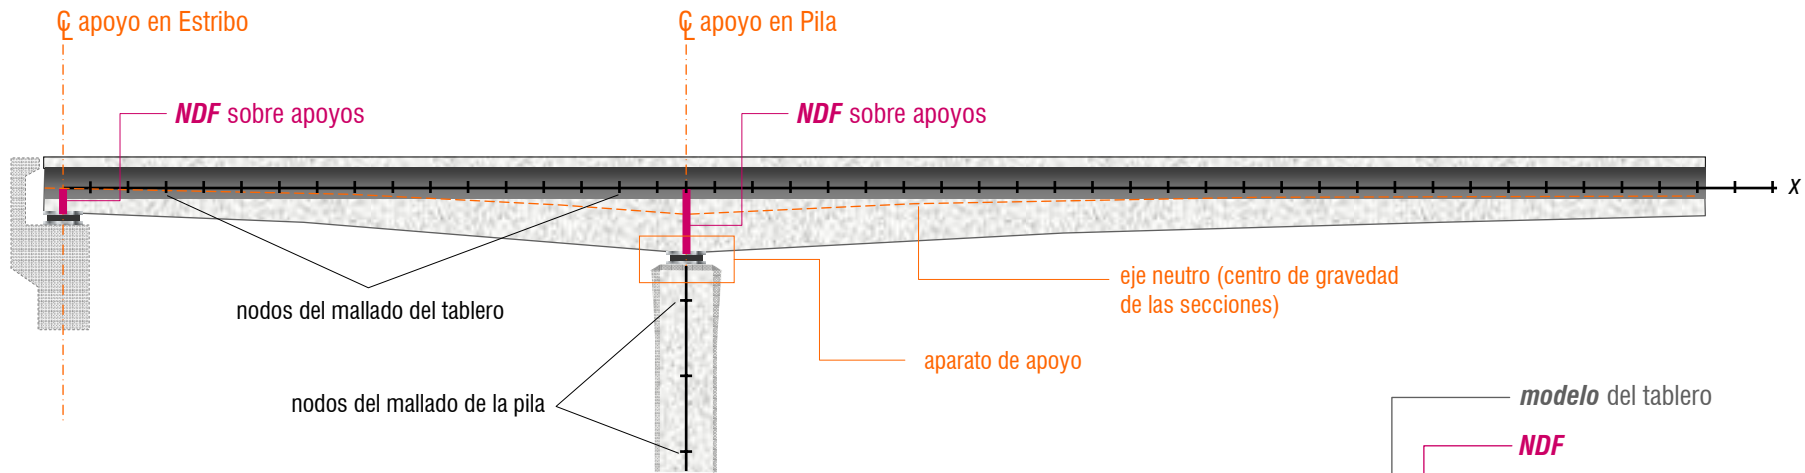 ℄ apoyo en Estribo
℄ apoyo en Pila
NDF sobre apoyos
NDF sobre apoyos
x
nodos del mallado del tablero
eje neutro (centro de gravedad
de las secciones)
aparato de apoyo
nodos del mallado de la pila
modelo del tablero
NDF